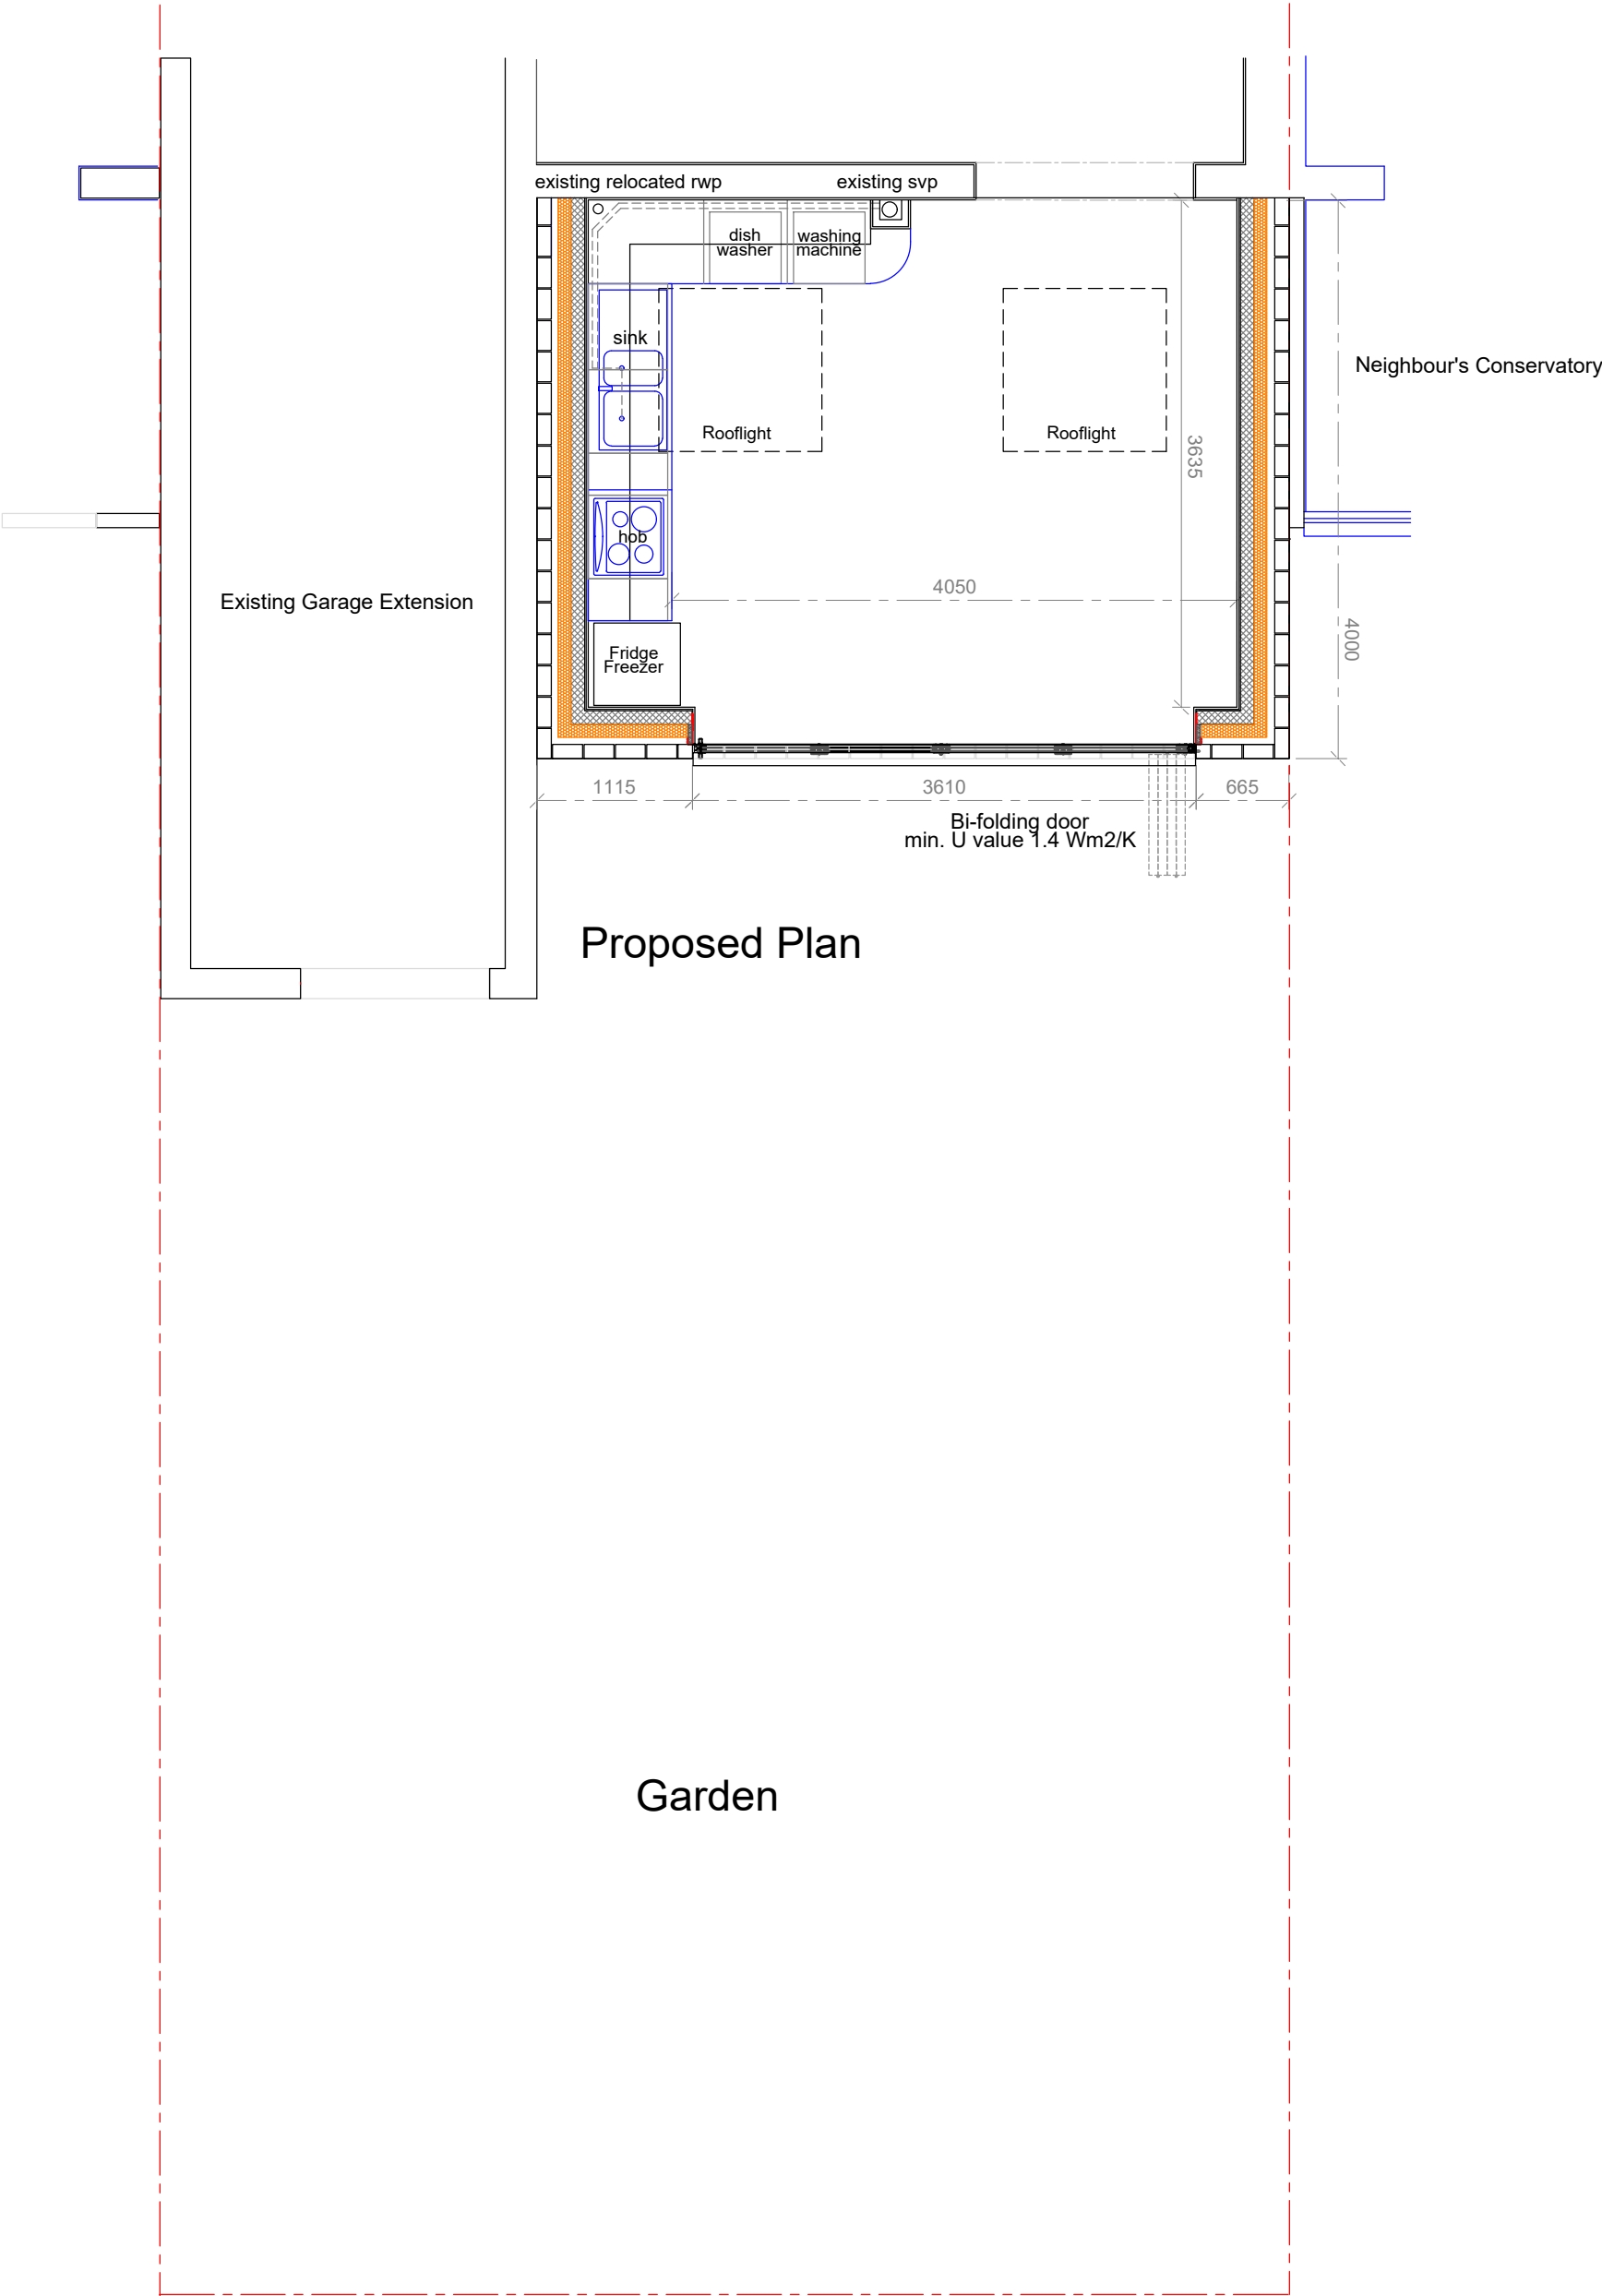 existing relocated rwp
existing svp
dish
washer
washing
machine
sink
Rooflight
Rooflight
Neighbour's Conservatory
3635
hob
4050
Existing Garage Extension
4000
Fridge
Freezer
1115
3610
665
Bi-folding door
min. U value 1.4 Wm2/K
Proposed Plan
Garden